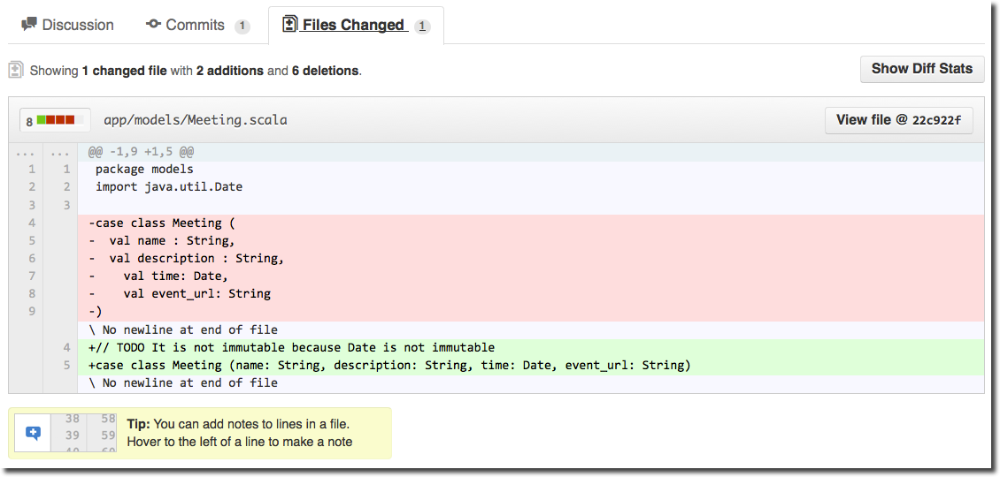 Discussion Commits 1 Files Changed 1
Showing 1 changed file with 2 additions and 6 deletions. Show Diff Stats
8 app/models/Meeting.scala View file @ 22c922f
... ... @@ -1,9 +1,5 @@
1 1 package models
2 2 import java.util.Date
3 3
4 -case class Meeting (
5 -  val name : String,
6 -  val description : String,
7 -    val time: Date,
8 -    val event_url: String
9 -)
\ No newline at end of file
4 +// TODO It is not immutable because Date is not immutable
5 +case class Meeting (name: String, description: String, time: Date, event_url: String)
\ No newline at end of file
38 58 Tip: You can add notes to lines in a file.
39 59 Hover to the left of a line to make a note
40 60